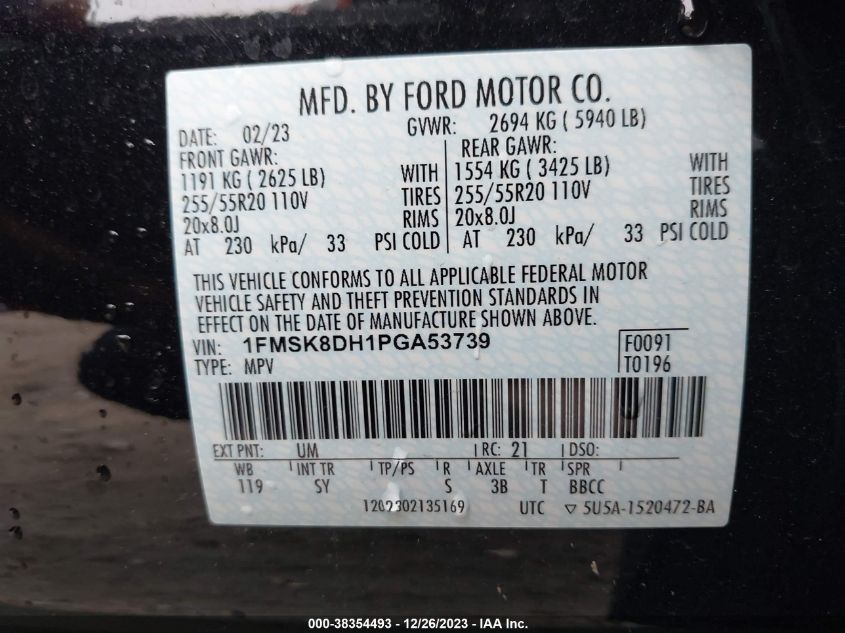 MFD. BY FORD MOTOR CO.
DATE: 02/23 GVWR: 2694 KG ( 5940 LB)
FRONT GAWR: REAR GAWR:
1191 KG ( 2625 LB) WITH 1554 KG ( 3425 LB) WITH
255/55R20 110V TIRES 255/55R20 110V TIRES
20x8.0J RIMS 20x8.0J RIMS
AT 230 kPa/ 33 PSI COLD AT 230 kPa/ 33 PSI COLD
THIS VEHICLE CONFORMS TO ALL APPLICABLE FEDERAL MOTOR
VEHICLE SAFETY AND THEFT PREVENTION STANDARDS IN
EFFECT ON THE DATE OF MANUFACTURE SHOWN ABOVE.
VIN: 1FMSK8DH1PGA53739 F0091
TYPE: MPV T0196
EXT PNT: UM RC: 21 DSO:
WB INT TR TP/PS R AXLE TR SPR
119 SY S 3B T BBCC
1202302135169 UTC ▽ 5U5A-1520472-BA
000-38354493 - 12/26/2023 - IAA Inc.